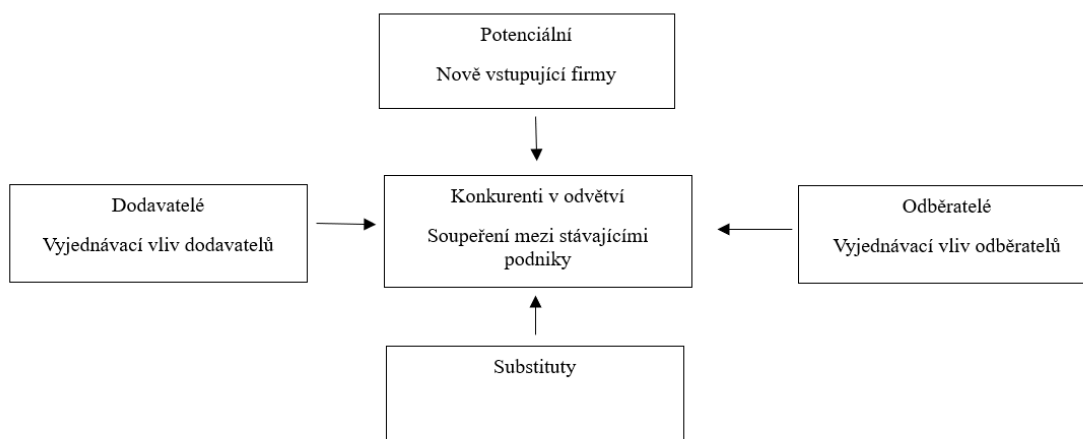 Potenciální
Nově vstupující firmy
Dodavatelé
Vyjednávací vliv dodavatelů
Konkurenti v odvětví
Soupeření mezi stávajícími
podniky
Odběratelé
Vyjednávací vliv odběratelů
Substituty